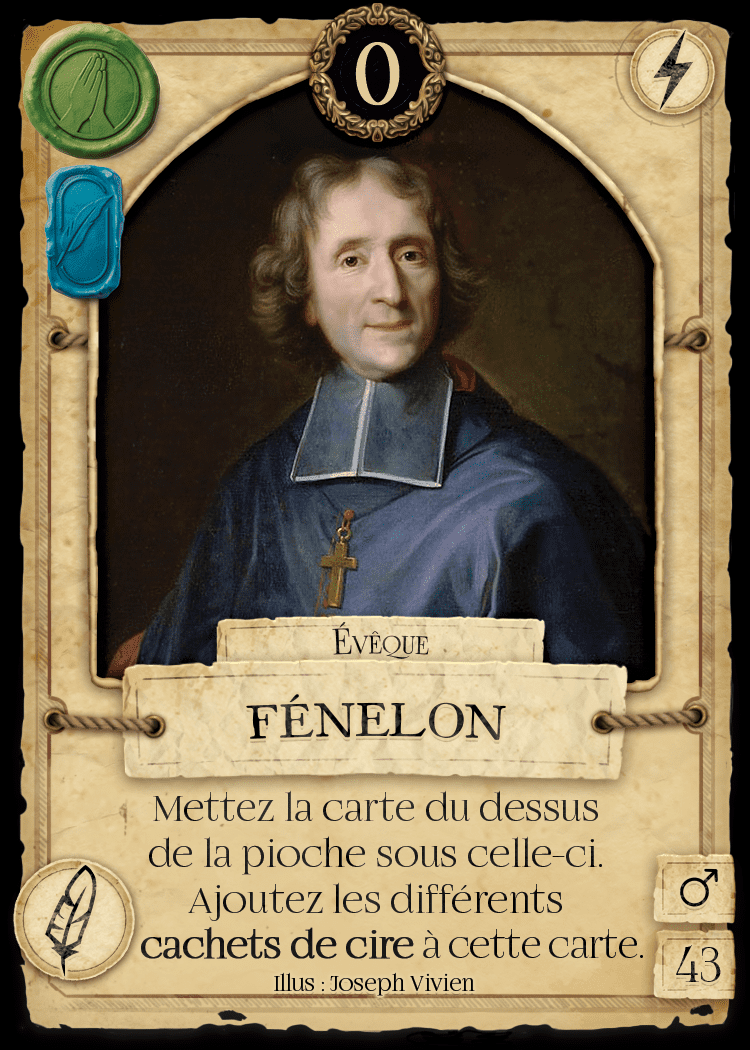 0
Évêque
FÉNELON
Mettez la carte du dessus
de la pioche sous celle-ci.
Ajoutez les différents
cachets de cire à cette carte.
Illus : Joseph Vivien
♂
43